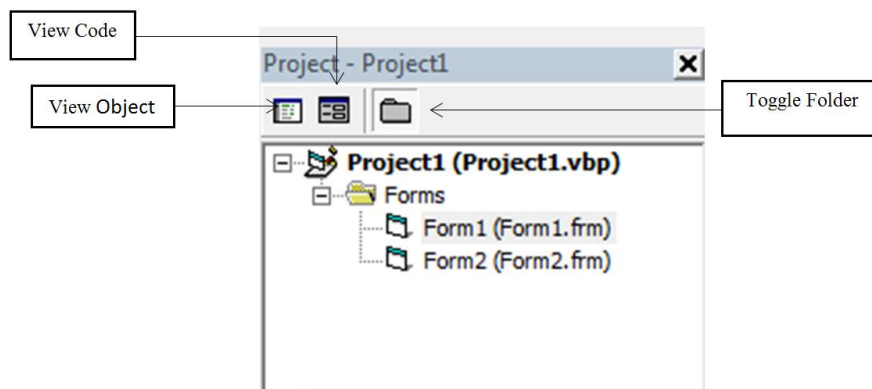 View Code
Project - Project1
View Object
Toggle Folder
Project1 (Project1.vbp)
Forms
Form1 (Form1.frm)
Form2 (Form2.frm)